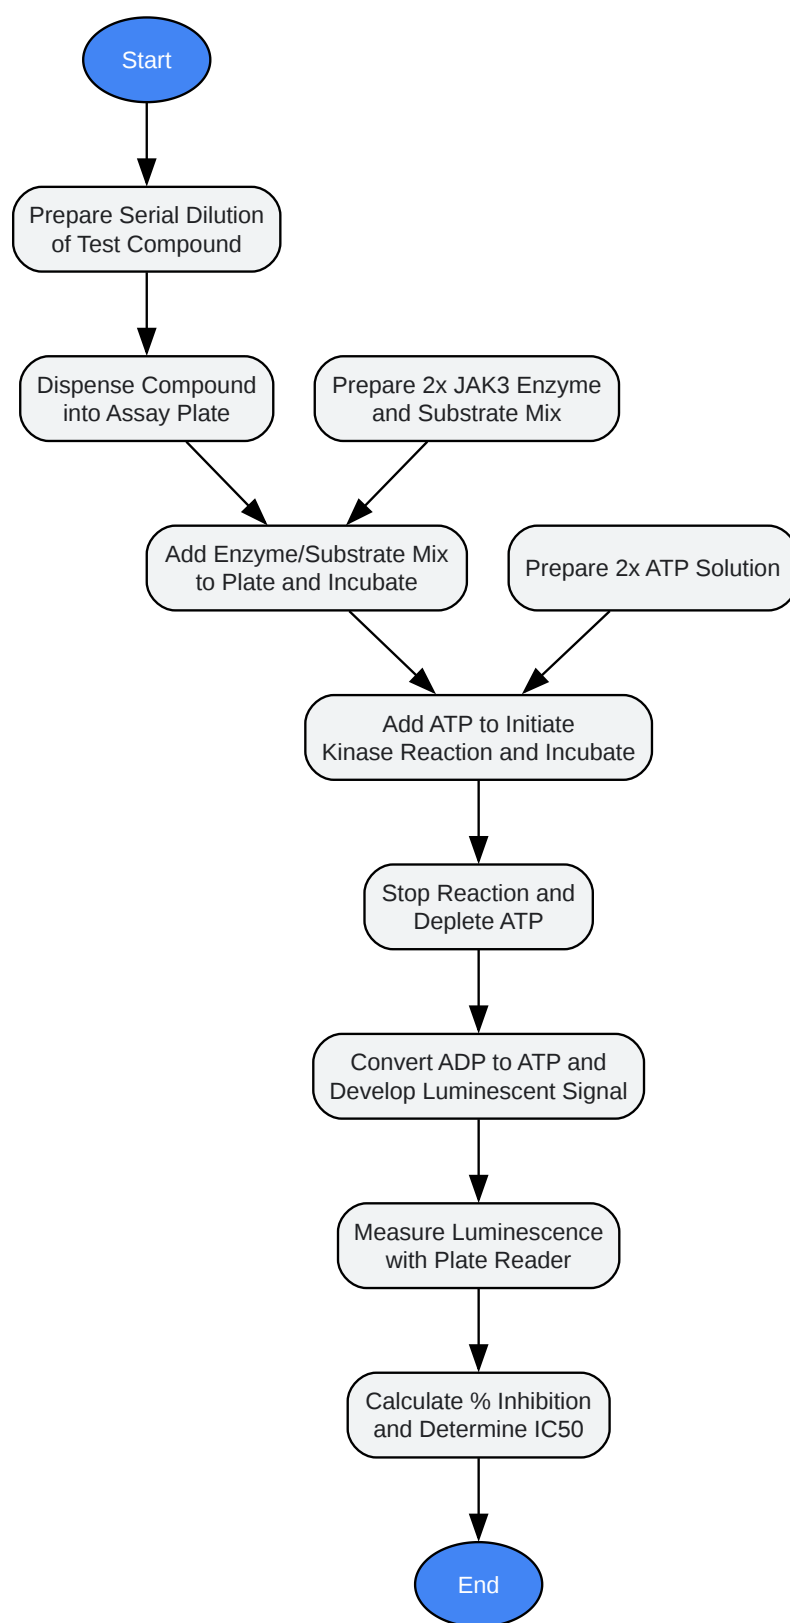 Start
Prepare Serial Dilution
of Test Compound
Dispense Compound
into Assay Plate
Prepare 2x JAK3 Enzyme
and Substrate Mix
Add Enzyme/Substrate Mix
to Plate and Incubate
Prepare 2x ATP Solution
Add ATP to Initiate
Kinase Reaction and Incubate
Stop Reaction and
Deplete ATP
Convert ADP to ATP and
Develop Luminescent Signal
Measure Luminescence
with Plate Reader
Calculate % Inhibition
and Determine IC50
End